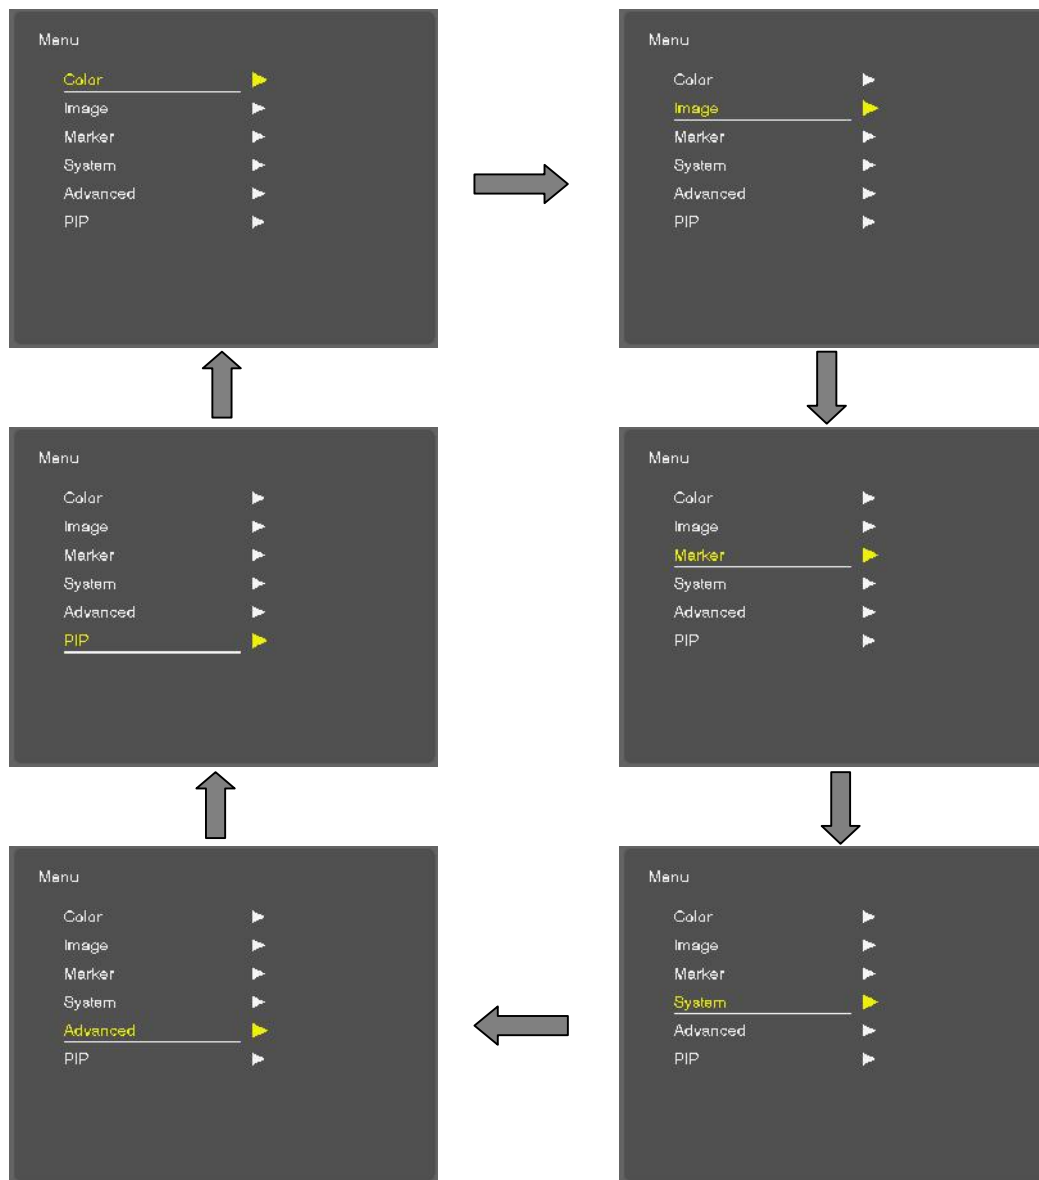 Menu
Color
Image
Marker
System
Advanced
PIP
Menu
Color
Image
Marker
System
Advanced
PIP
Menu
Color
Image
Marker
System
Advanced
PIP
Menu
Color
Image
Marker
System
Advanced
PIP
Menu
Color
Image
Marker
System
Advanced
PIP
Menu
Color
Image
Marker
System
Advanced
PIP